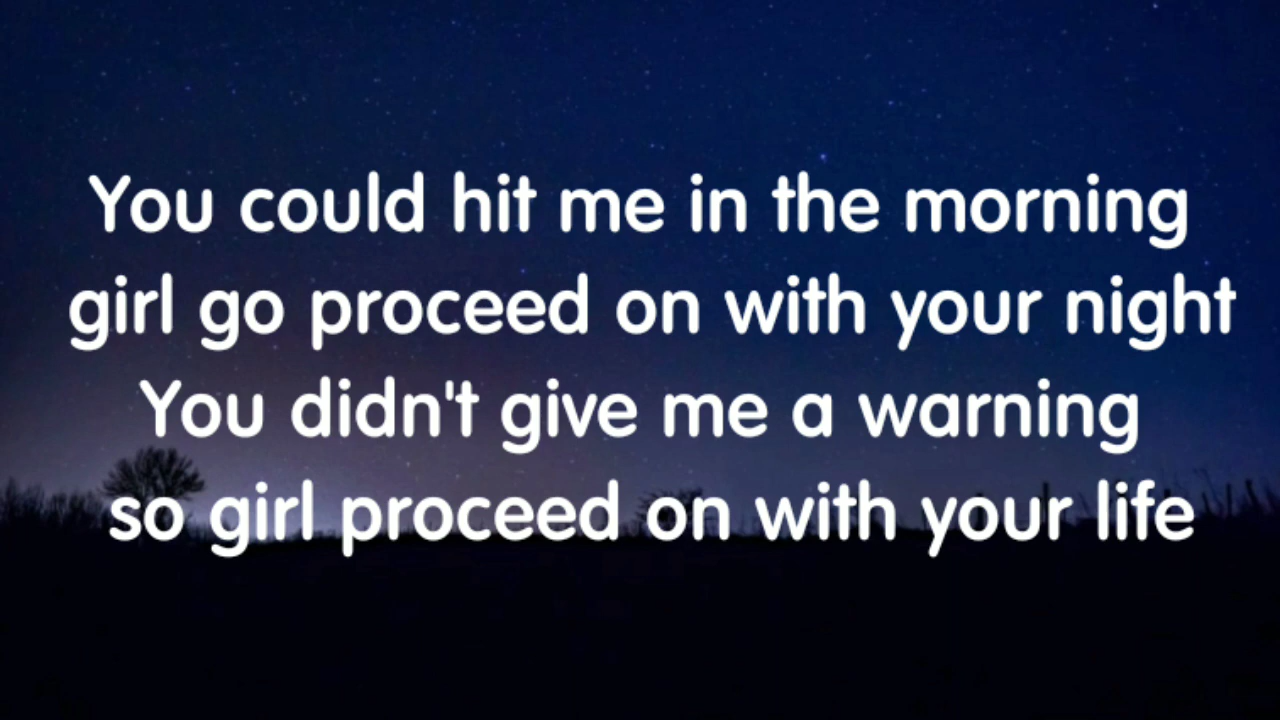 You could hit me in the morning
girl go proceed on with your night
You didn't give me a warning
so girl proceed on with your life